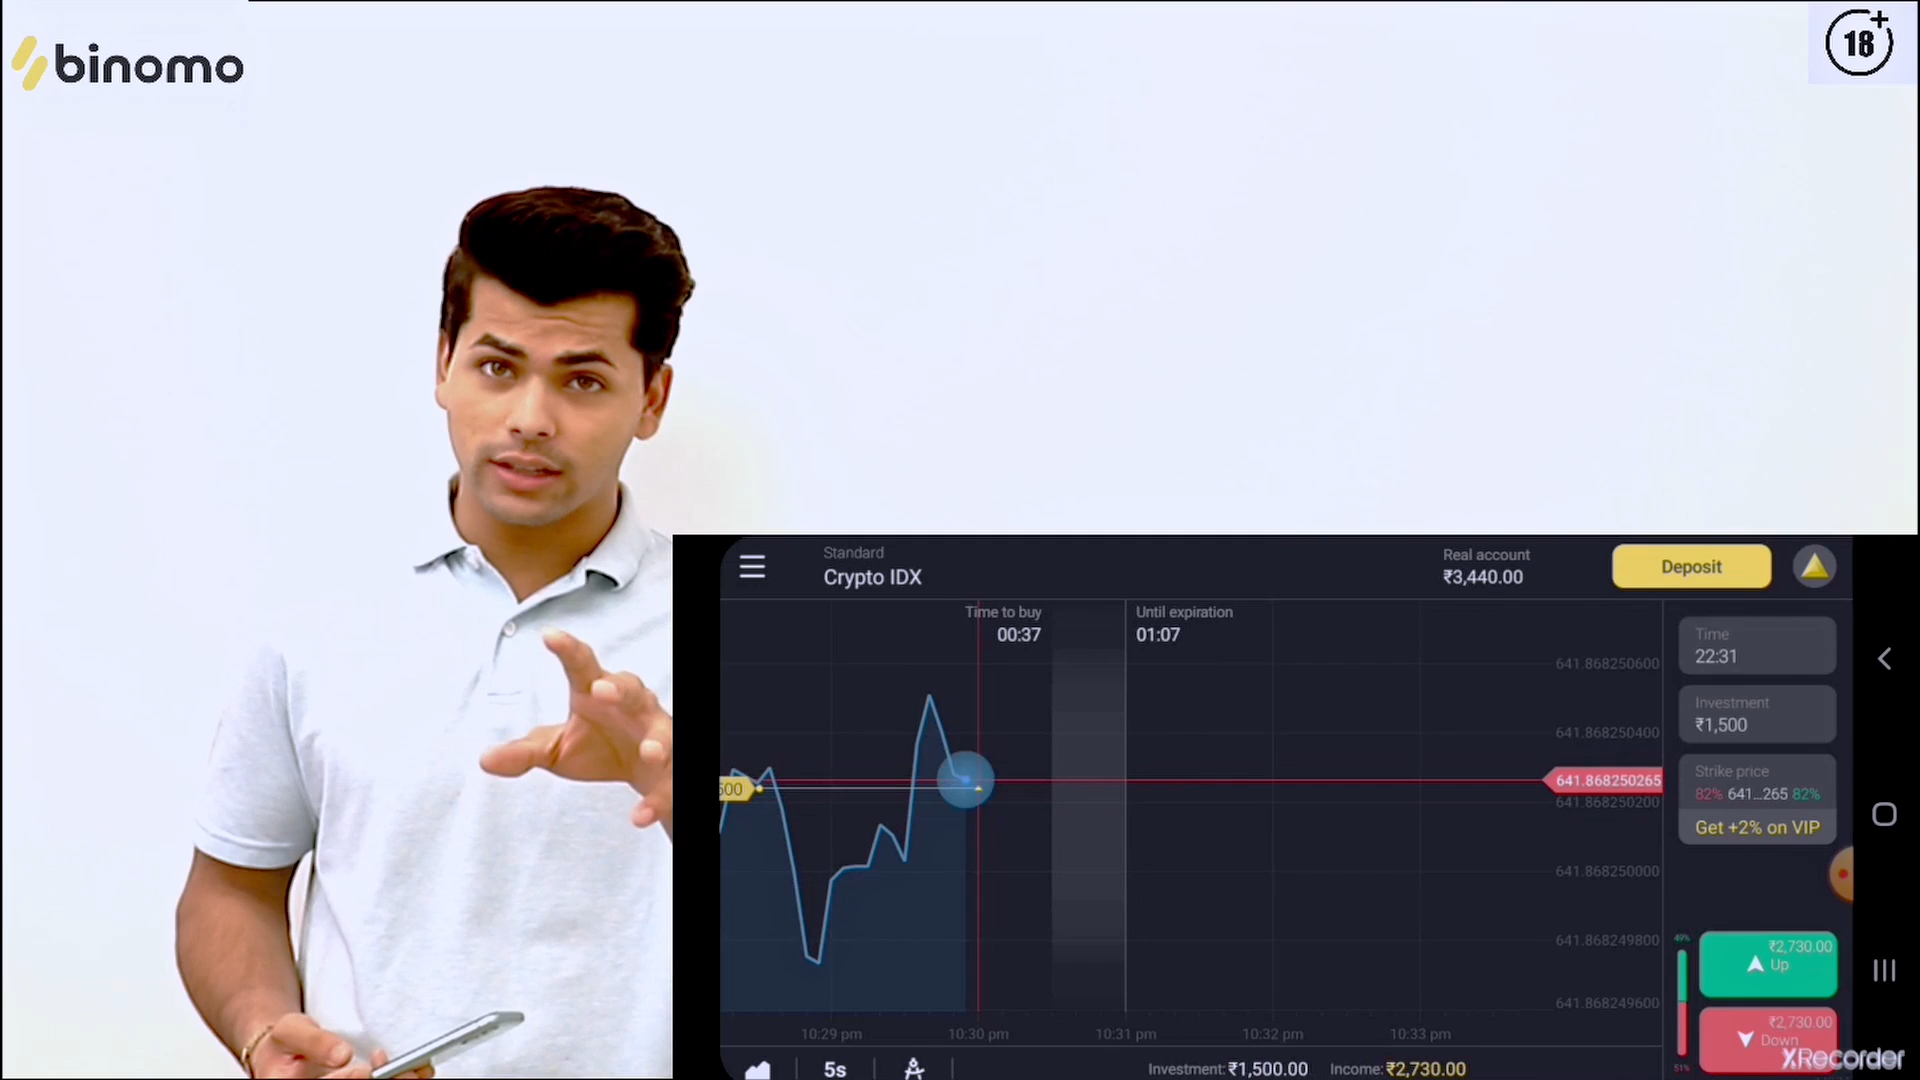 binomo
18+
Standard
Crypto IDX
Real account
₹3,440.00
Deposit
Time to buy
00:37
Until expiration
01:07
Time
22:31
Investment
₹1,500
Strike price
82% 641...265 82%
Get +2% on VIP
641.868250600
641.868250400
641.868250265
641.868250200
641.868250000
641.868249800
641.868249600
49%
₹2,730.00
Up
₹2,730.00
Down
51%
10:29 pm
10:30 pm
10:31 pm
10:32 pm
10:33 pm
5s
Investment: ₹1,500.00
Income: ₹2,730.00
XRecorder